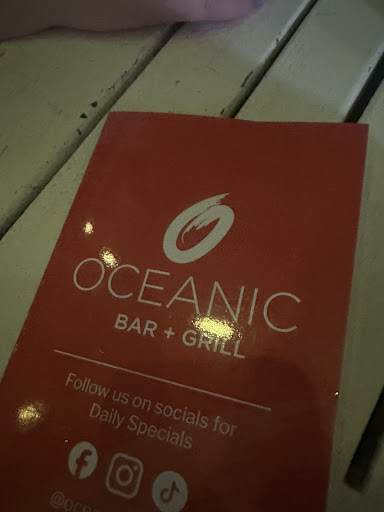 OCEANIC
BAR + GRILL
Follow us on socials for
Daily Specials